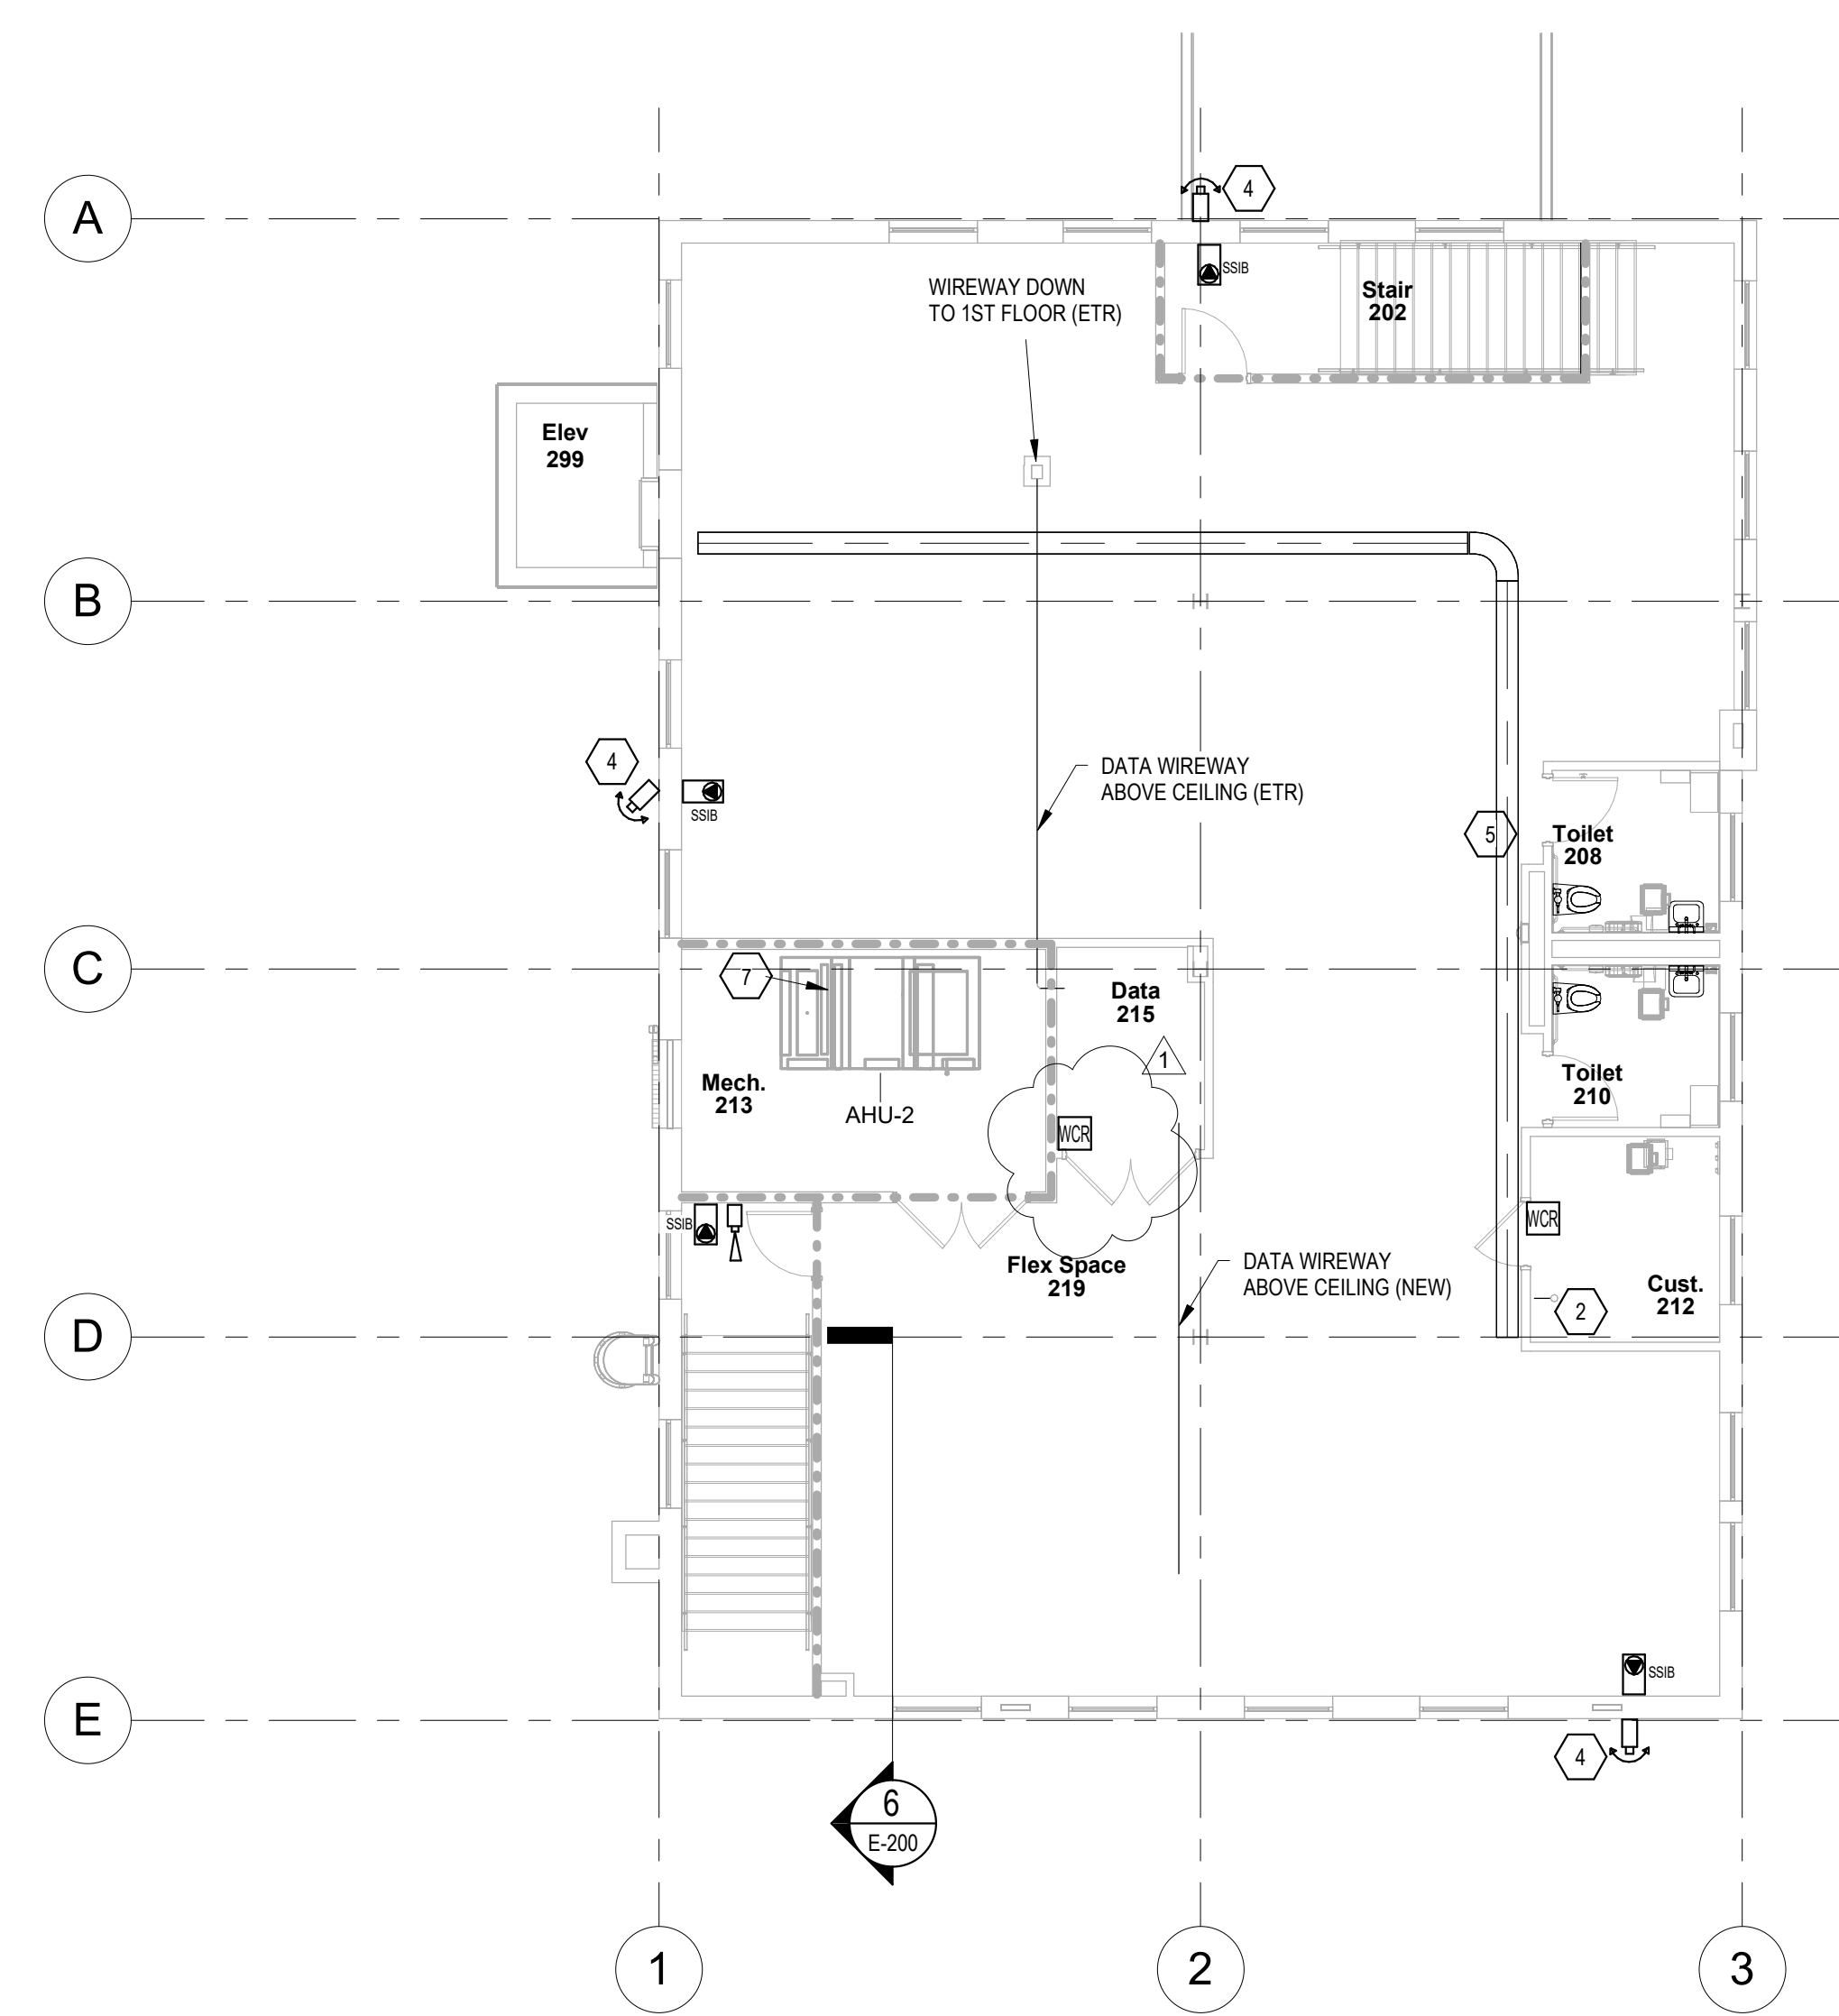 A
4
SSIB
WIREWAY DOWN
TO 1ST FLOOR (ETR)
Stair
202
Elev
299
B
4
SSIB
DATA WIREWAY
ABOVE CEILING (ETR)
5
Toilet
208
C
7
Data
215
1
Mech.
213
AHU-2
WCR
Toilet
210
SSIB
WCR
Flex Space
219
DATA WIREWAY
ABOVE CEILING (NEW)
Cust.
212
2
D
SSIB
E
4
6
E-200
1
2
3